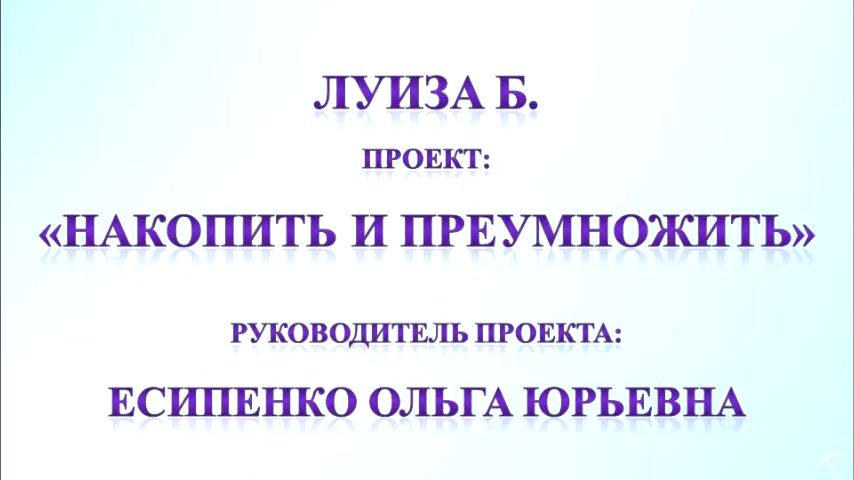 ЛУИЗА Б.
ПРОЕКТ:
«НАКОПИТЬ И ПРЕУМНОЖИТЬ»
РУКОВОДИТЕЛЬ ПРОЕКТА:
ЕСИПЕНКО ОЛЬГА ЮРЬЕВНА